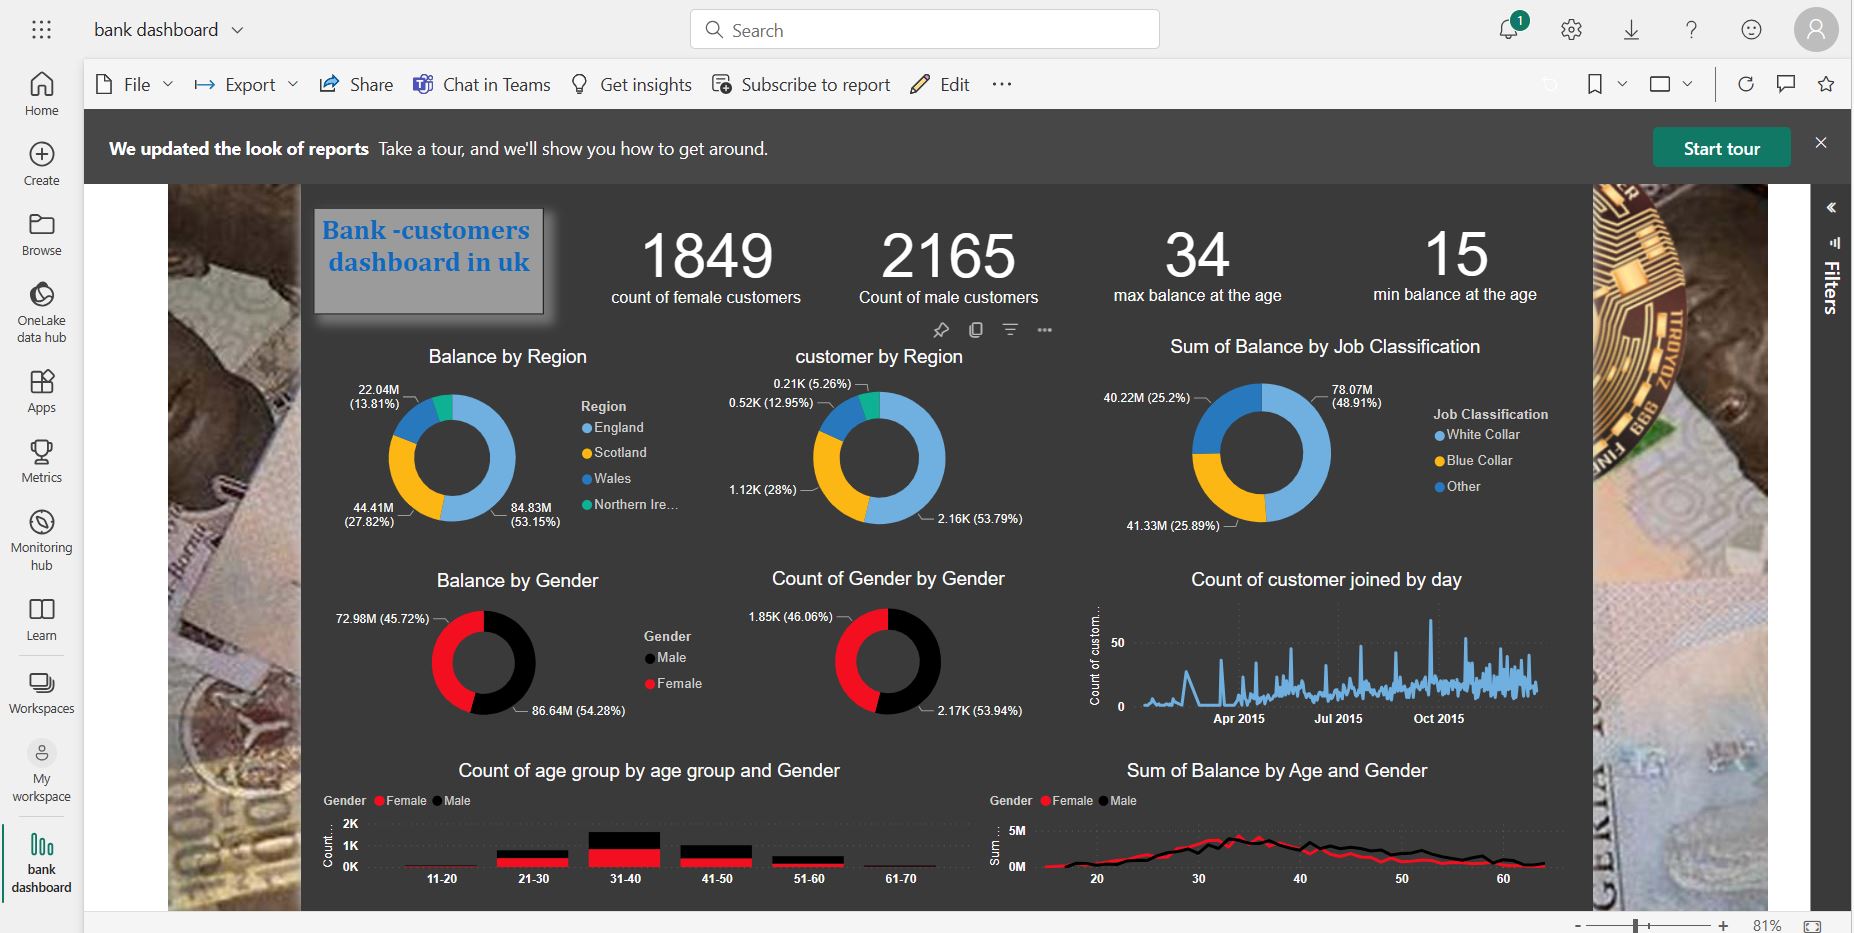 bank dashboard
Search
1
Home
Create
Browse
OneLake
data hub
Apps
Metrics
Monitoring
hub
Learn
Workspaces
My
workspace
bank
dashboard
File
Export
Share
Chat in Teams
Get insights
Subscribe to report
Edit
We updated the look of reports Take a tour, and we'll show you how to get around.
Start tour
Filters
Bank -customers
dashboard in uk
1849
count of female customers
2165
Count of male customers
34
max balance at the age
15
min balance at the age
Balance by Region
22.04M
(13.81%)
44.41M
(27.82%)
84.83M
(53.15%)
Region
England
Scotland
Wales
Northern Ire...
customer by Region
0.21K (5.26%)
0.52K (12.95%)
1.12K (28%)
2.16K (53.79%)
Sum of Balance by Job Classification
40.22M (25.2%)
78.07M
(48.91%)
41.33M (25.89%)
Job Classification
White Collar
Blue Collar
Other
Balance by Gender
72.98M (45.72%)
86.64M (54.28%)
Gender
Male
Female
Count of Gender by Gender
1.85K (46.06%)
2.17K (53.94%)
Count of customer joined by day
Count of custom...
50
0
Apr 2015
Jul 2015
Oct 2015
Count of age group by age group and Gender
Gender Female Male
Count...
2K
1K
0K
11-20
21-30
31-40
41-50
51-60
61-70
Sum of Balance by Age and Gender
Gender Female Male
Sum ...
5M
0M
20
30
40
50
60
- + 81%